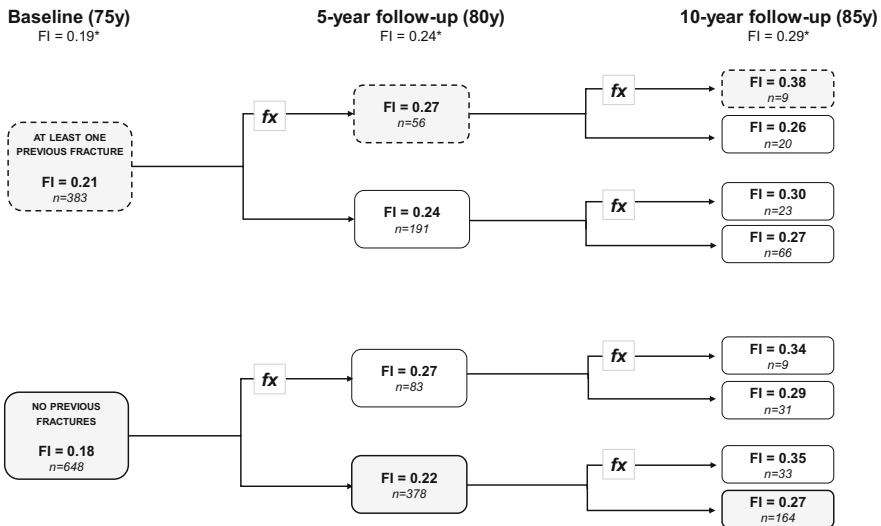 Baseline (75y)
FI = 0.19*
5-year follow-up (80y)
FI = 0.24*
10-year follow-up (85y)
FI = 0.29*
AT LEAST ONE
PREVIOUS FRACTURE
FI = 0.21
n=383
fx
FI = 0.27
n=56
fx
FI = 0.38
n=9
FI = 0.26
n=20
FI = 0.24
n=191
fx
FI = 0.30
n=23
FI = 0.27
n=66
NO PREVIOUS
FRACTURES
FI = 0.18
n=648
fx
FI = 0.27
n=83
fx
FI = 0.34
n=9
FI = 0.29
n=31
FI = 0.22
n=378
fx
FI = 0.35
n=33
FI = 0.27
n=164